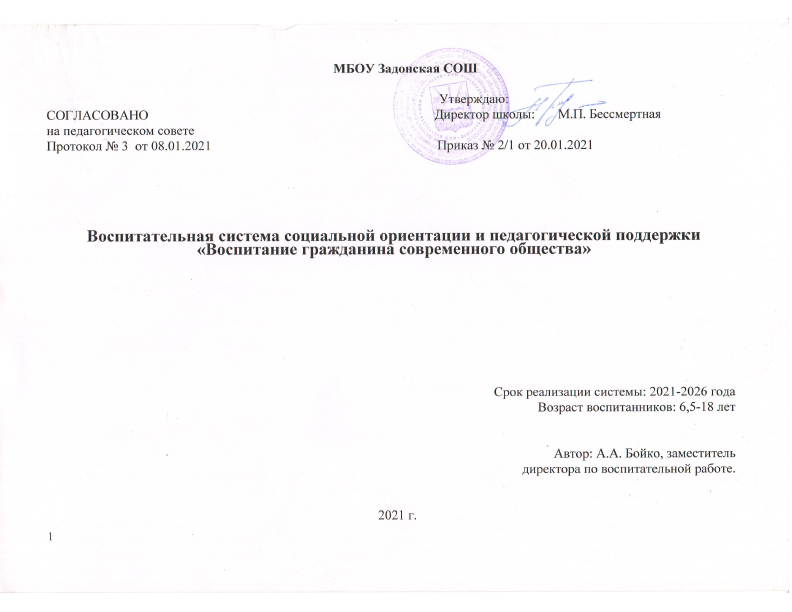 МБОУ Задонская СОШ
Утверждаю:
СОГЛАСОВАНО
Директор школы: М.П. Бессмертная
на педагогическом совете
Протокол № 3 от 08.01.2021
Приказ № 2/1 от 20.01.2021
Воспитательная система социальной ориентации и педагогической поддержки
«Воспитание гражданина современного общества»
Срок реализации системы: 2021-2026 года
Возраст воспитанников: 6,5-18 лет
Автор: А.А. Бойко, заместитель
директора по воспитательной работе.
2021 г.
1